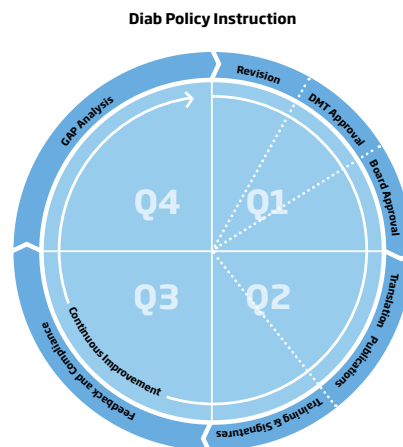 Diab Policy Instruction
Revision
DMT Approval
Board Approval
Translation Publications
Training & Signatures
Feedback and Compliance
GAP Analysis
Q4
Q1
Q3
Q2
Continuous Improvement